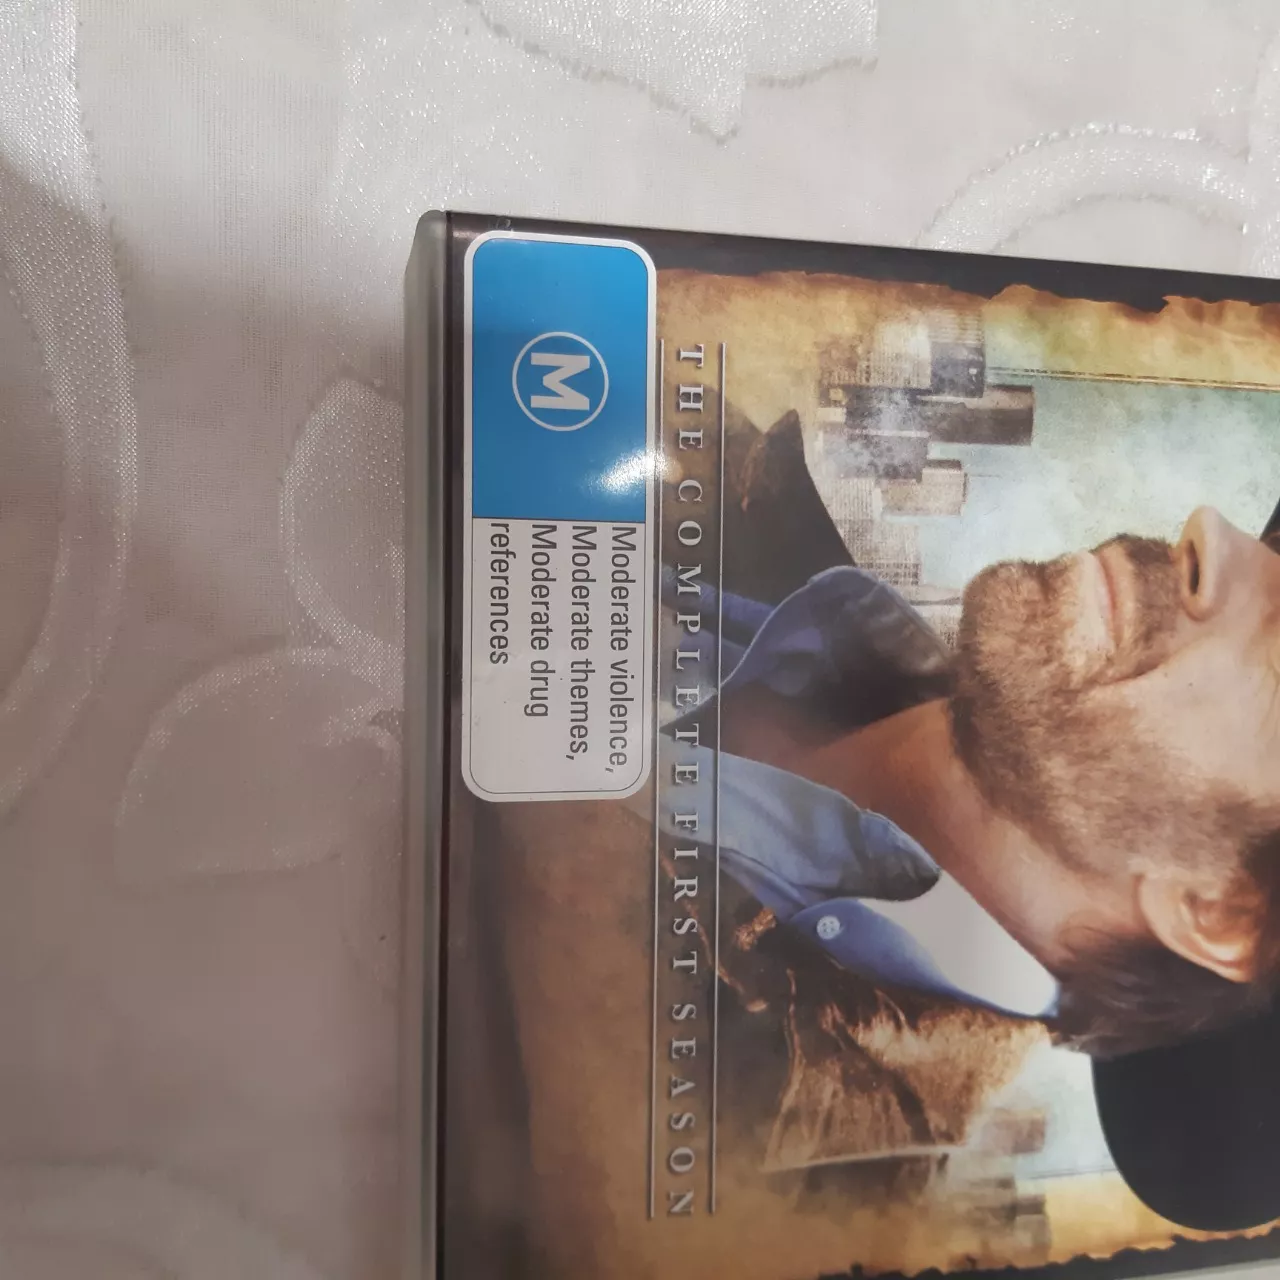 THE COMPLETE FIRST SEASON
M
Moderate violence,
Moderate themes,
Moderate drug
references